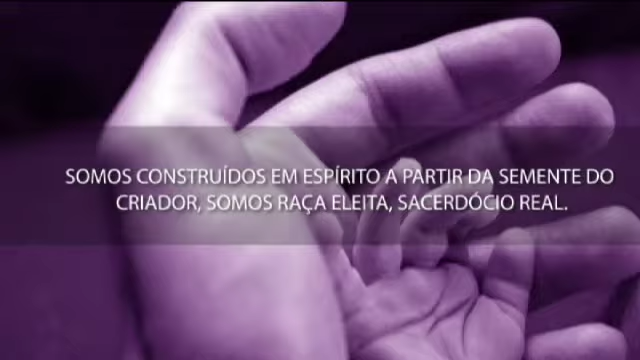 SOMOS CONSTRUÍDOS EM ESPÍRITO A PARTIR DA SEMENTE DO
CRIADOR, SOMOS RAÇA ELEITA, SACERDÓCIO REAL.